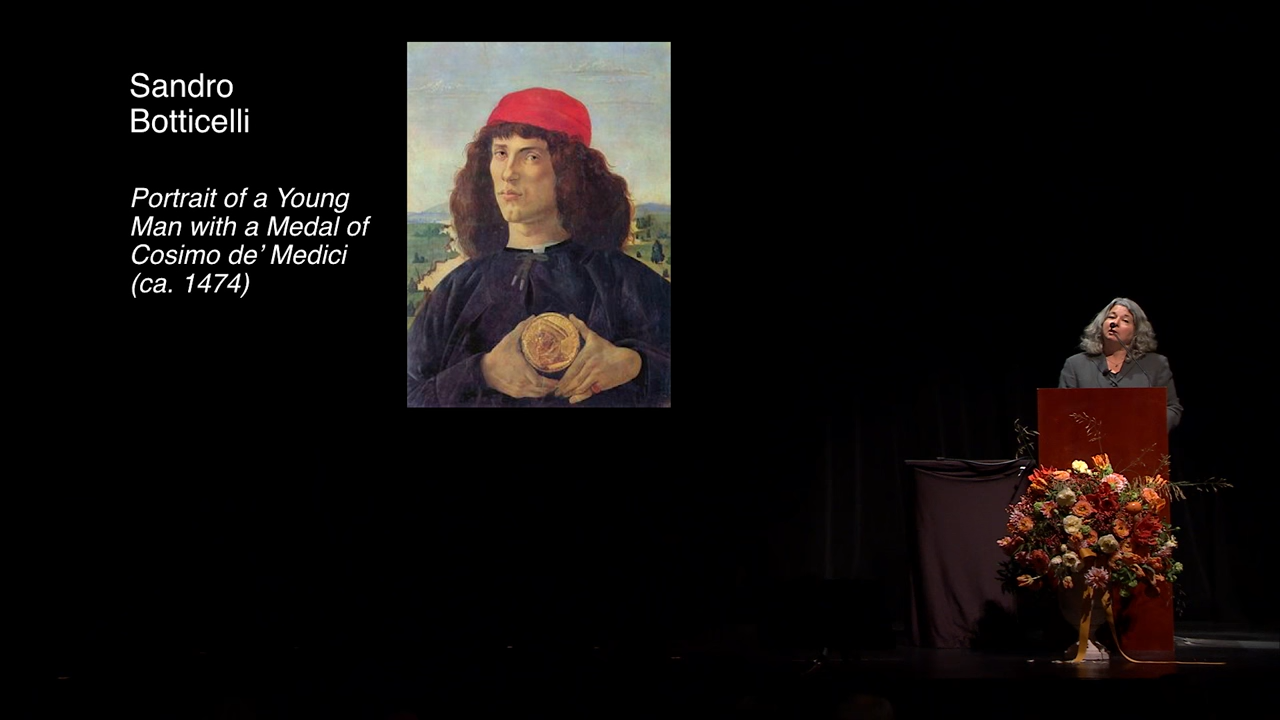 Sandro
Botticelli
Portrait of a Young
Man with a Medal of
Cosimo de’ Medici
(ca. 1474)